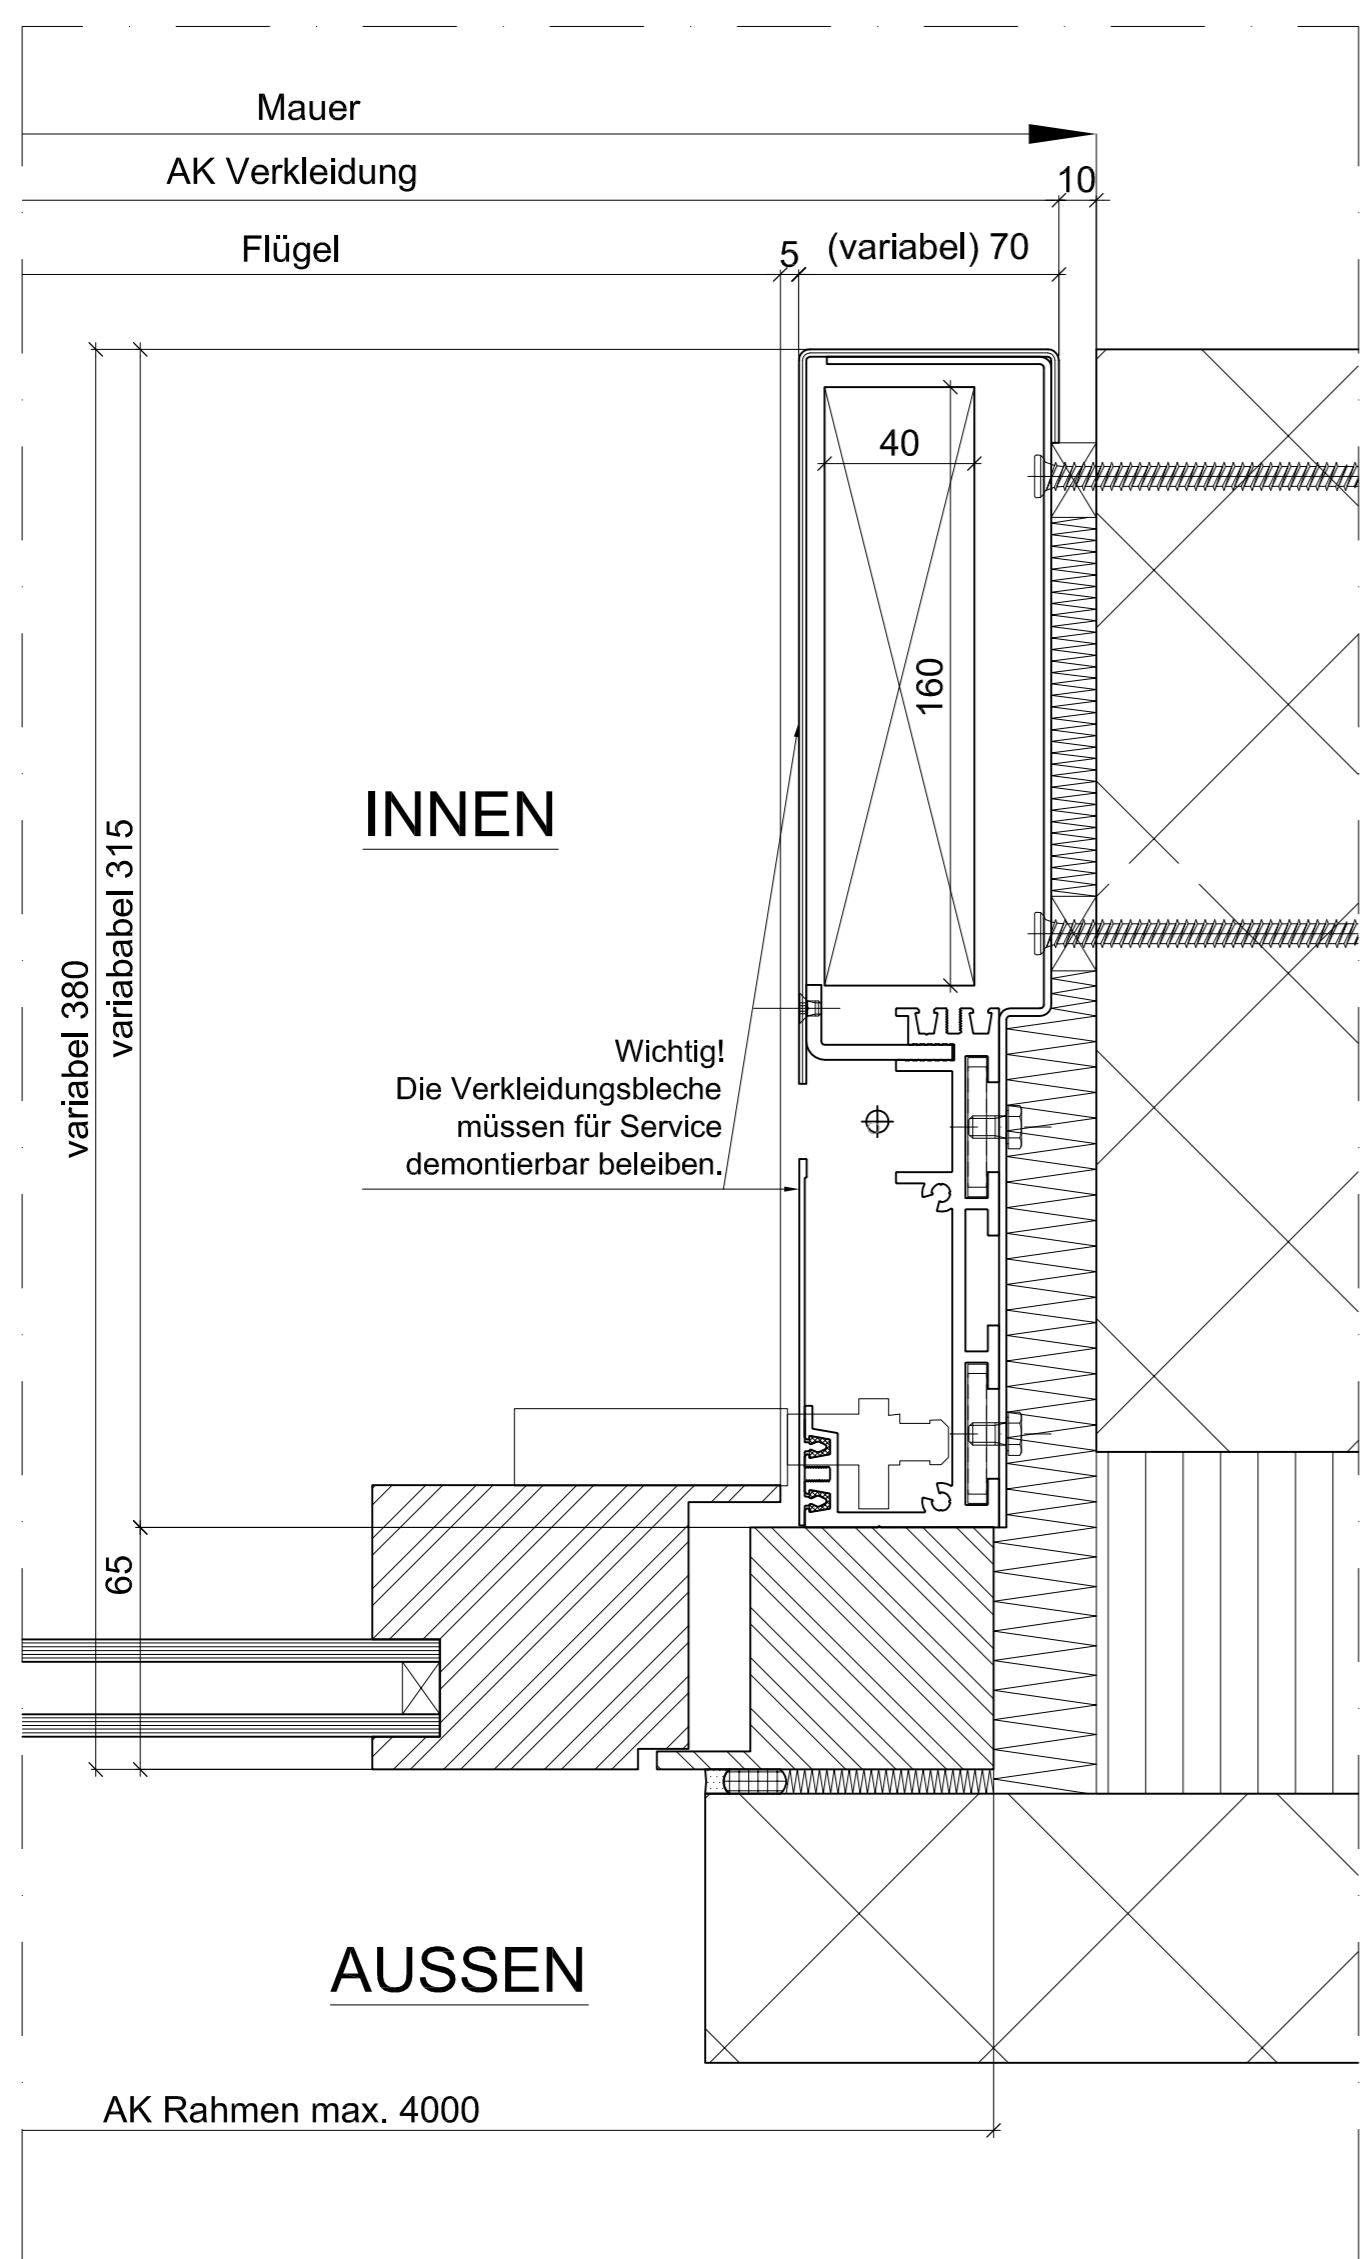 Mauer
AK Verkleidung
10
Flügel
5
(variabel) 70
40
160
INNEN
variababel 315
variabel 380
Wichtig!
Die Verkleidungsbleche
müssen für Service
demontierbar beleiben.
65
AUSSEN
AK Rahmen max. 4000